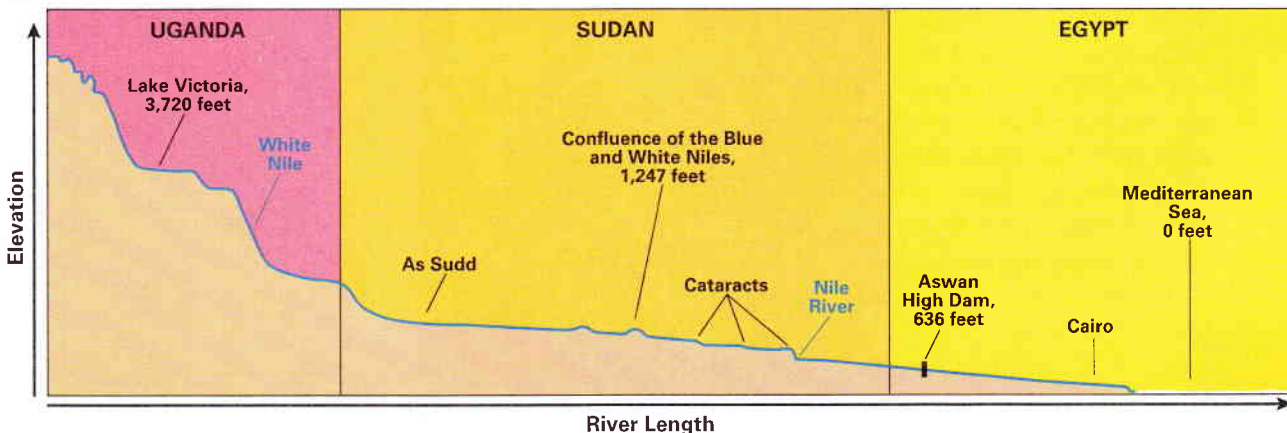 UGANDA
SUDAN
EGYPT
Lake Victoria,
3,720 feet
White
Nile
As Sudd
Confluence of the Blue
and White Niles,
1,247 feet
Cataracts
Nile
River
Aswan
High Dam,
636 feet
Cairo
Mediterranean
Sea,
0 feet
Elevation
River Length